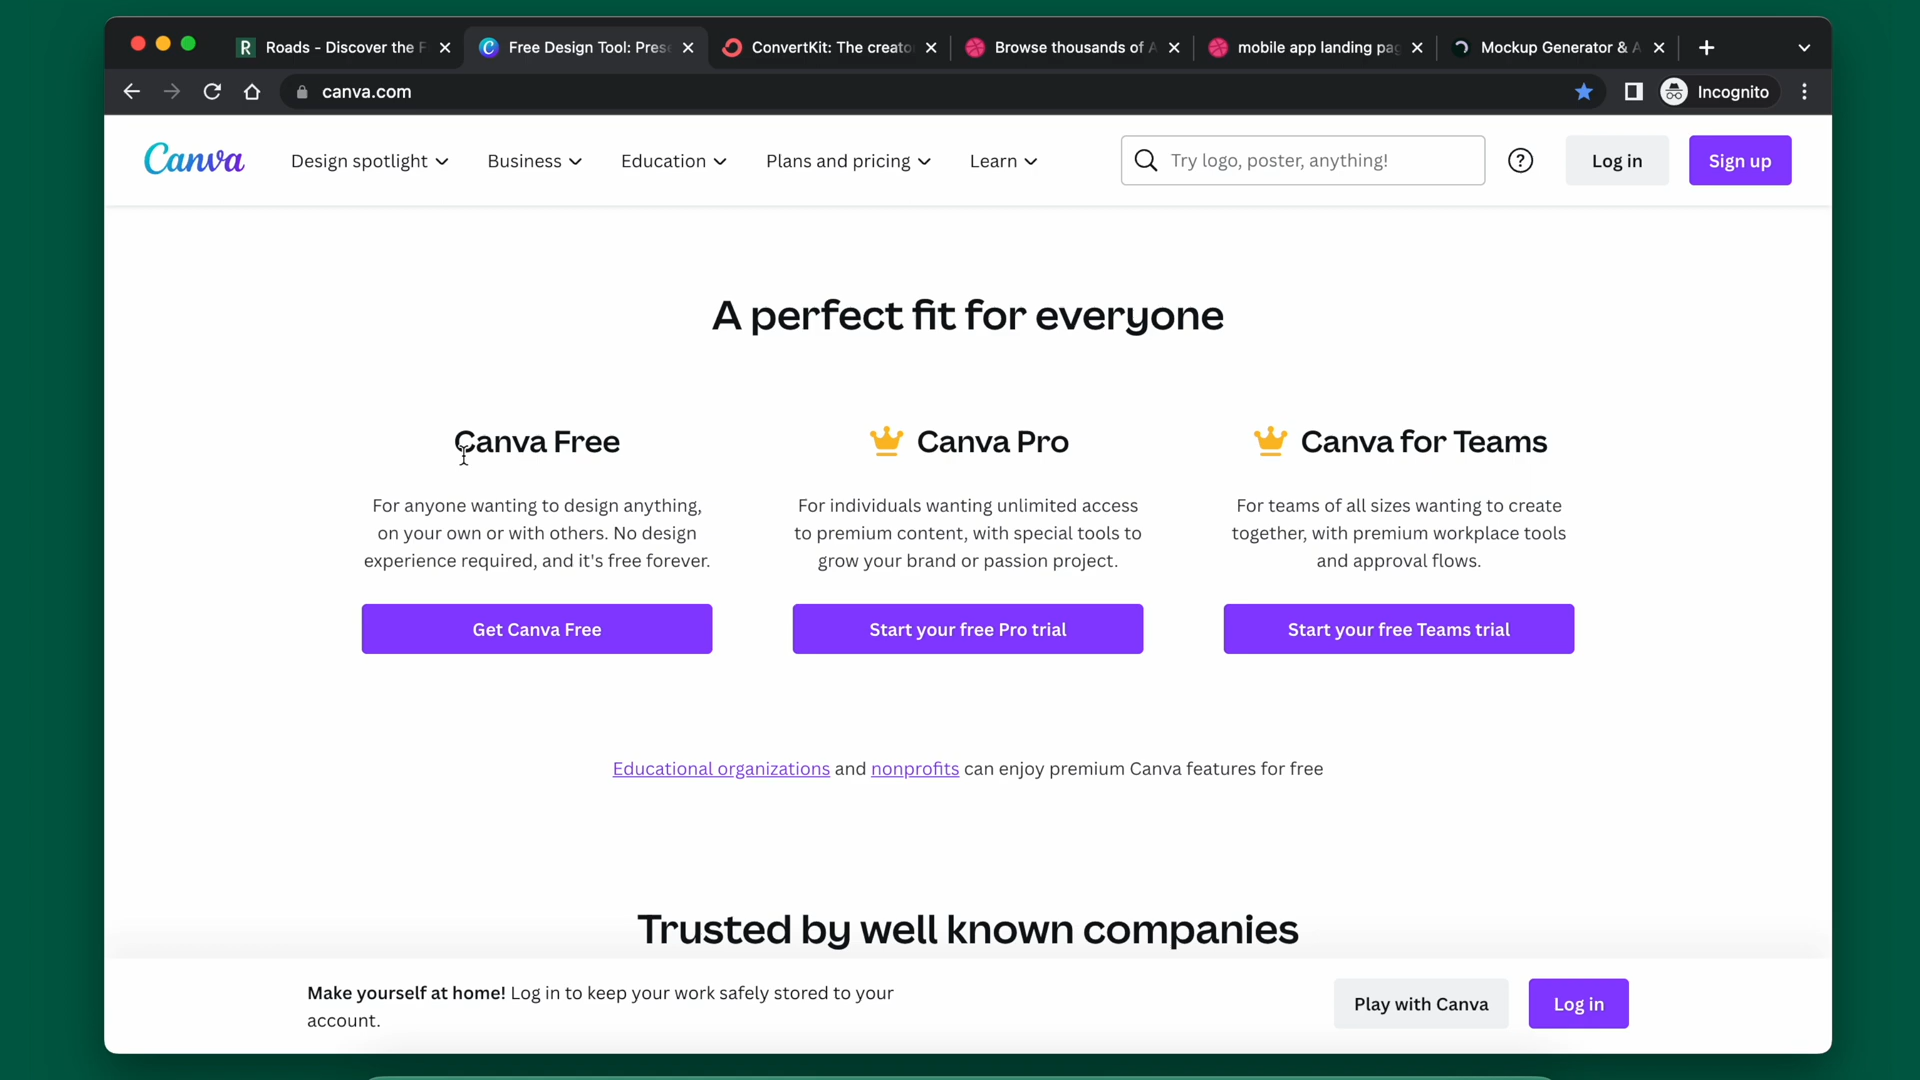 R Roads - Discover the F
Free Design Tool: Prese
ConvertKit: The creato
Browse thousands of A
mobile app landing pag
Mockup Generator & A
canva.com
Incognito
Canva
Design spotlight
Business
Education
Plans and pricing
Learn
Try logo, poster, anything!
Log in
Sign up
A perfect fit for everyone
Canva Free
For anyone wanting to design anything,
on your own or with others. No design
experience required, and it's free forever.
Get Canva Free
Canva Pro
For individuals wanting unlimited access
to premium content, with special tools to
grow your brand or passion project.
Start your free Pro trial
Canva for Teams
For teams of all sizes wanting to create
together, with premium workplace tools
and approval flows.
Start your free Teams trial
Educational organizations and nonprofits can enjoy premium Canva features for free
Trusted by well known companies
Make yourself at home! Log in to keep your work safely stored to your
account.
Play with Canva
Log in